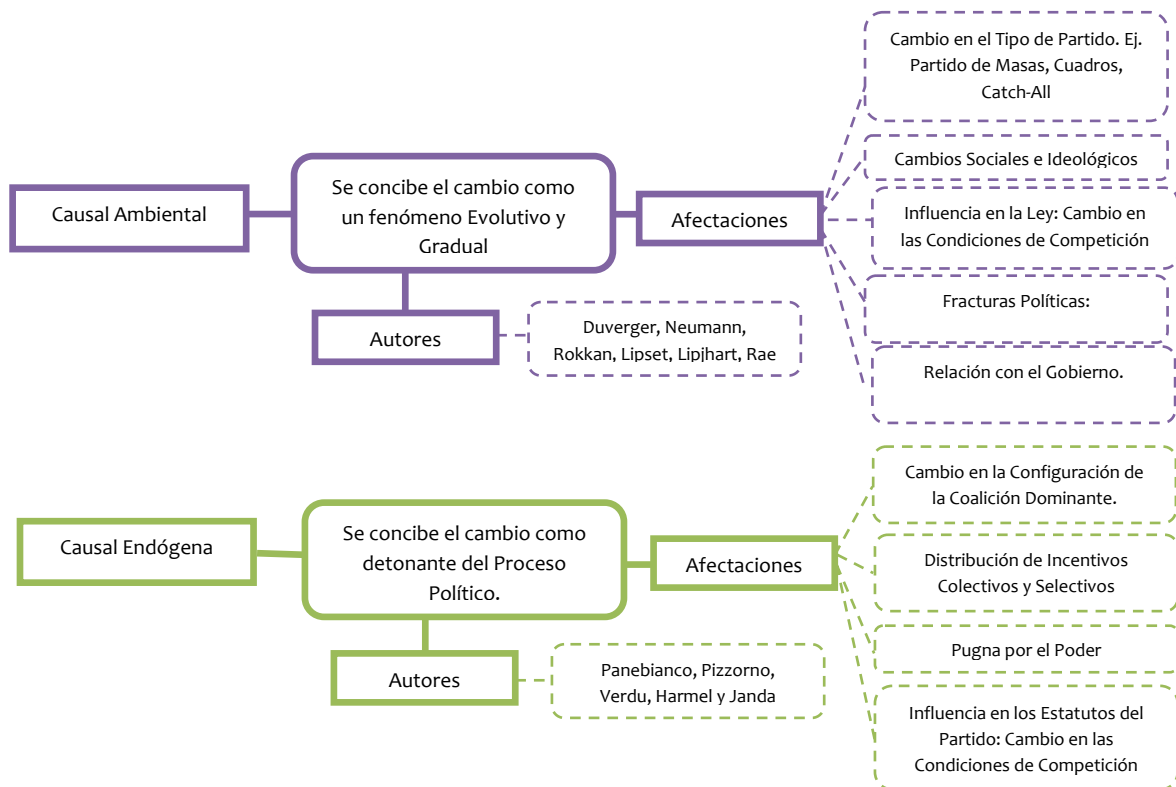 Causal Ambiental
Se concibe el cambio como
un fenómeno Evolutivo y
Gradual
Autores
Duverger, Neumann,
Rokkan, Lipset, Lipjhart, Rae
Afectaciones
Cambio en el Tipo de Partido. Ej.
Partido de Masas, Cuadros,
Catch-All
Cambios Sociales e Ideológicos
Influencia en la Ley: Cambio en
las Condiciones de Competición
Fracturas Políticas:
Relación con el Gobierno.
Causal Endógena
Se concibe el cambio como
detonante del Proceso
Político.
Autores
Panebianco, Pizzorno,
Verdu, Harmel y Janda
Afectaciones
Cambio en la Configuración de
la Coalición Dominante.
Distribución de Incentivos
Colectivos y Selectivos
Pugna por el Poder
Influencia en los Estatutos del
Partido: Cambio en las
Condiciones de Competición